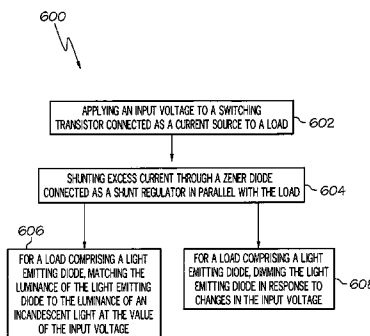 600
APPLYING AN INPUT VOLTAGE TO A SWITCHING
TRANSISTOR CONNECTED AS A CURRENT SOURCE TO A LOAD
602
SHUNTING EXCESS CURRENT THROUGH A ZENER DIODE
CONNECTED AS A SHUNT REGULATOR IN PARALLEL WITH THE LOAD
604
606
FOR A LOAD COMPRISING A LIGHT
EMITTING DIODE, MATCHING THE
LUMINANCE OF THE LIGHT EMITTING
DIODE TO THE LUMINANCE OF AN
INCANDESCENT LIGHT AT THE VALUE
OF THE INPUT VOLTAGE
FOR A LOAD COMPRISING A LIGHT
EMITTING DIODE, DIMMING THE LIGHT
EMITTING DIODE IN RESPONSE TO
CHANGES IN THE INPUT VOLTAGE
608